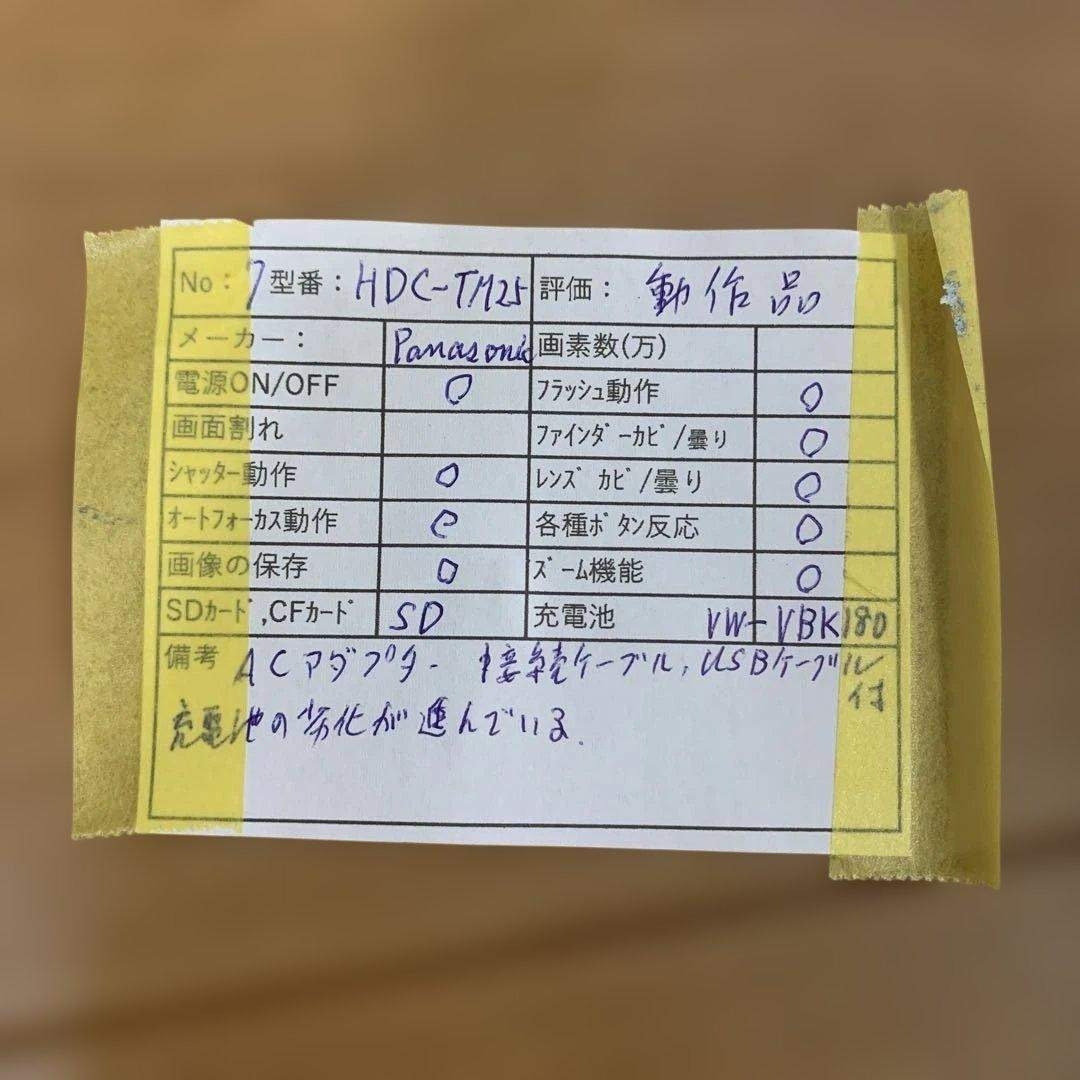 No: 7 型番: HDC-TM25 評価: 動作品
メーカー: Panasonic 画素数(万)
電源ON/OFF ○ フラッシュ動作 ○
画面割れ ファインダーカビ/曇り ○
シャッター動作 ○ レンズカビ/曇り ○
オートフォーカス動作 ○ 各種ボタン反応 ○
画像の保存 ○ ズーム機能 ○
SDカード,CFカード SD 充電池 VW-VBK180
備考 ACアダプター 接続ケーブル、USBケーブル付
充電池の劣化が進んでいる.